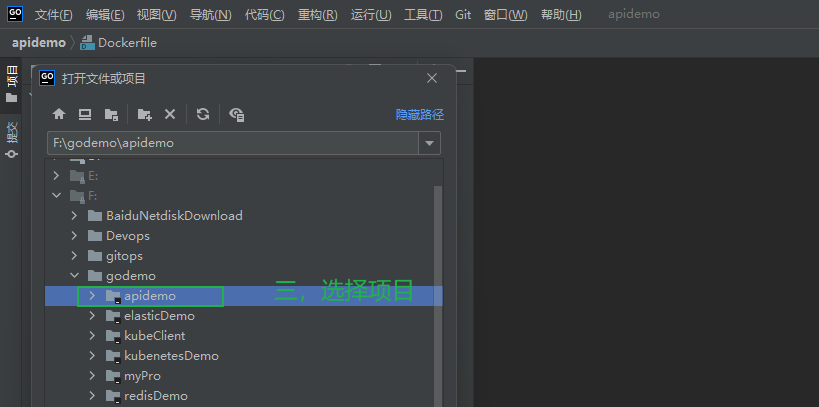 GO 文件(F) 编辑(E) 视图(V) 导航(N) 代码(C) 重构(R) 运行(U) 工具(T) Git 窗口(W) 帮助(H) apidemo
apidemo Dockerfile
项目
提交
GO 打开文件或项目
隐藏路径
F:\godemo\apidemo
E:
F:
BaiduNetdiskDownload
Devops
gitops
godemo
apidemo 三，选择项目
elasticDemo
kubeClient
kubenetesDemo
myPro
redisDemo